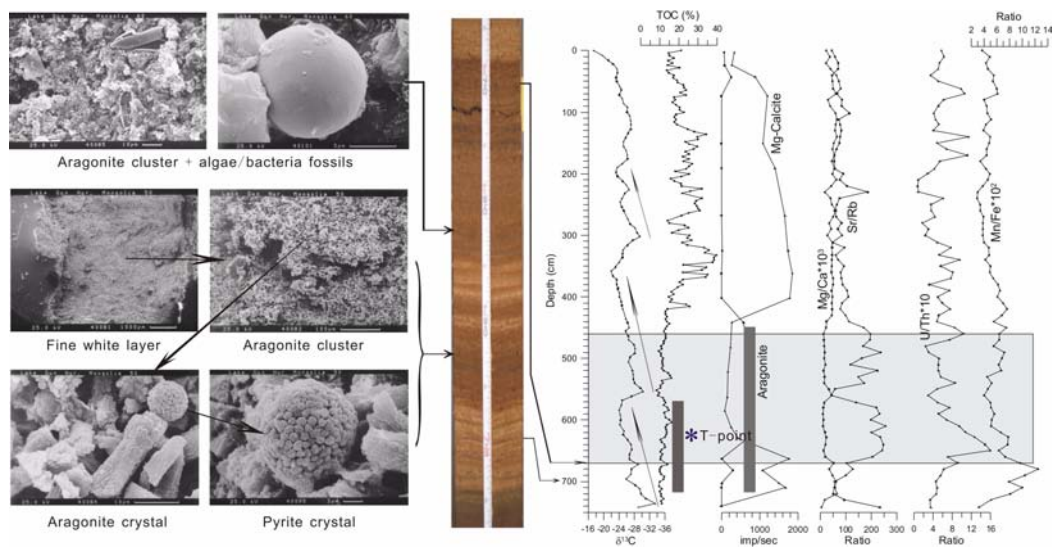 Aragonite cluster + algae/bacteria fossils
Fine white layer
Aragonite cluster
Aragonite crystal
Pyrite crystal
TOC (%)
0 10 20 30 40
Ratio
2 4 6 8 10 12 14
Depth (cm)
0
100
200
300
400
500
600
700
Mg-Calcite
Aragonite
* T-point
Mg/Ca*10³
Sr/Rb
U/Th*10
Mn/Fe*10²
-16 -20 -24 -28 -32 -36
δ¹³C
0 1000 2000
imp/sec
0 100 200 300
Ratio
0 4 8 12 16
Ratio